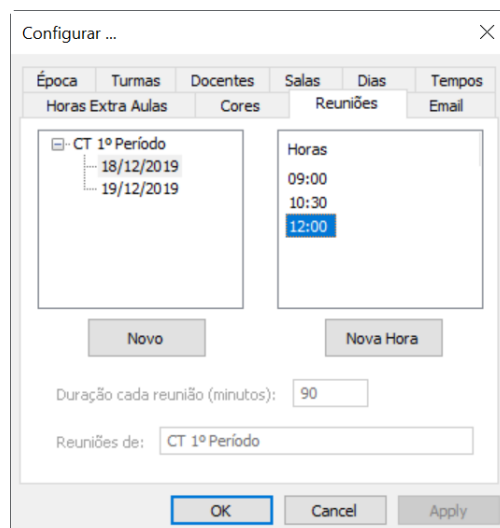 Configurar ...
Época Turmas Docentes Salas Dias Tempos
Horas Extra Aulas Cores Reuniões Email
CT 1º Período
18/12/2019
19/12/2019
Horas
09:00
10:30
12:00
Novo Nova Hora
Duração cada reunião (minutos): 90
Reuniões de: CT 1º Período
OK Cancel Apply